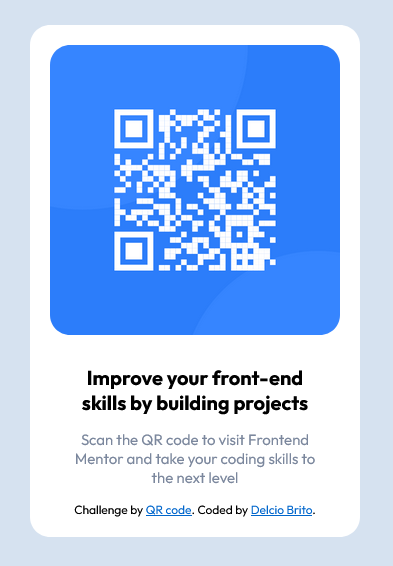 Improve your front-end
skills by building projects
Scan the QR code to visit Frontend
Mentor and take your coding skills to
the next level
Challenge by QR code. Coded by Delcio Brito.